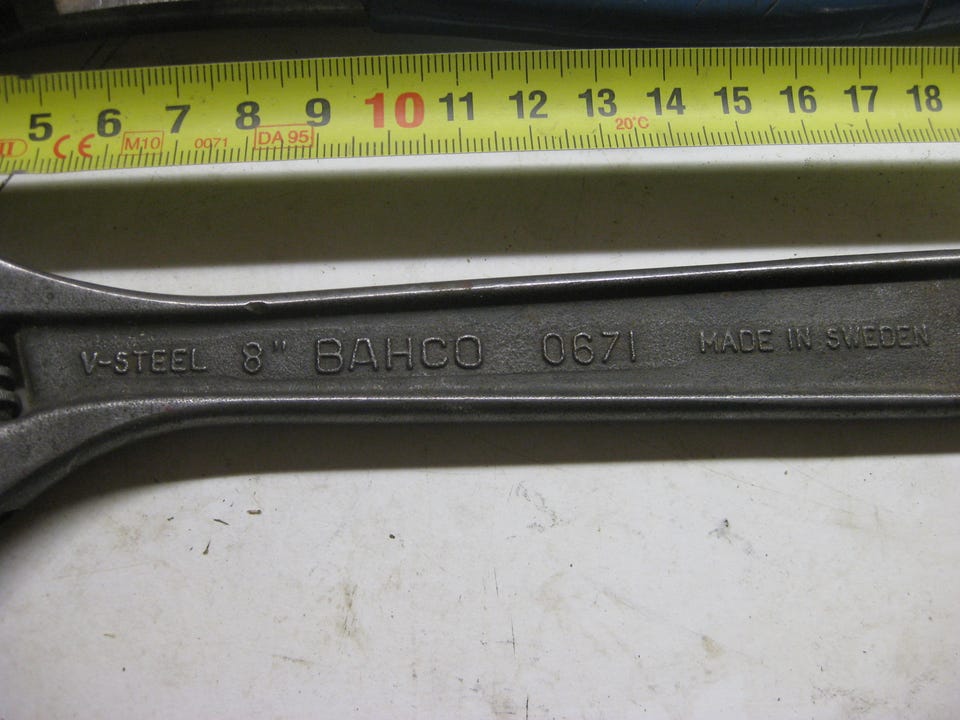 5 6 7 8 9 10 11 12 13 14 15 16 17 18
CE M10 0071 DA 95 20°C
V-STEEL 8" BAHCO 0671 MADE IN SWEDEN